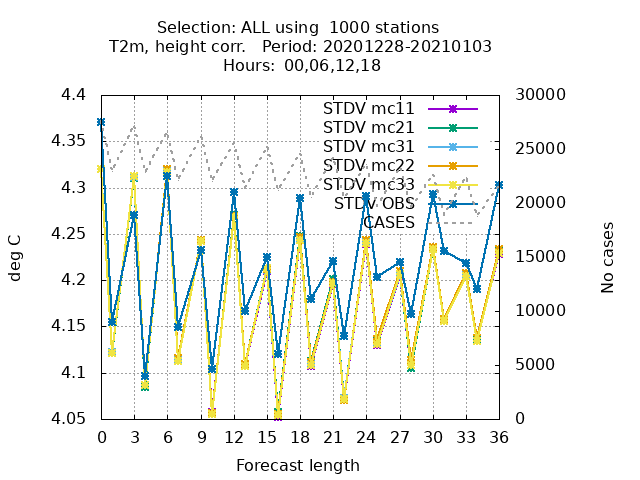 Selection: ALL using  1000 stations
T2m, height corr.   Period: 20201228-20210103
Hours: 00,06,12,18
4.4
4.35
4.3
4.25
4.2
4.15
4.1
4.05
deg C
30000
25000
20000
15000
10000
5000
0
No cases
STDV mc11
STDV mc21
STDV mc31
STDV mc22
STDV mc33
STDV OBS
CASES
0 3 6 9 12 15 18 21 24 27 30 33 36
Forecast length